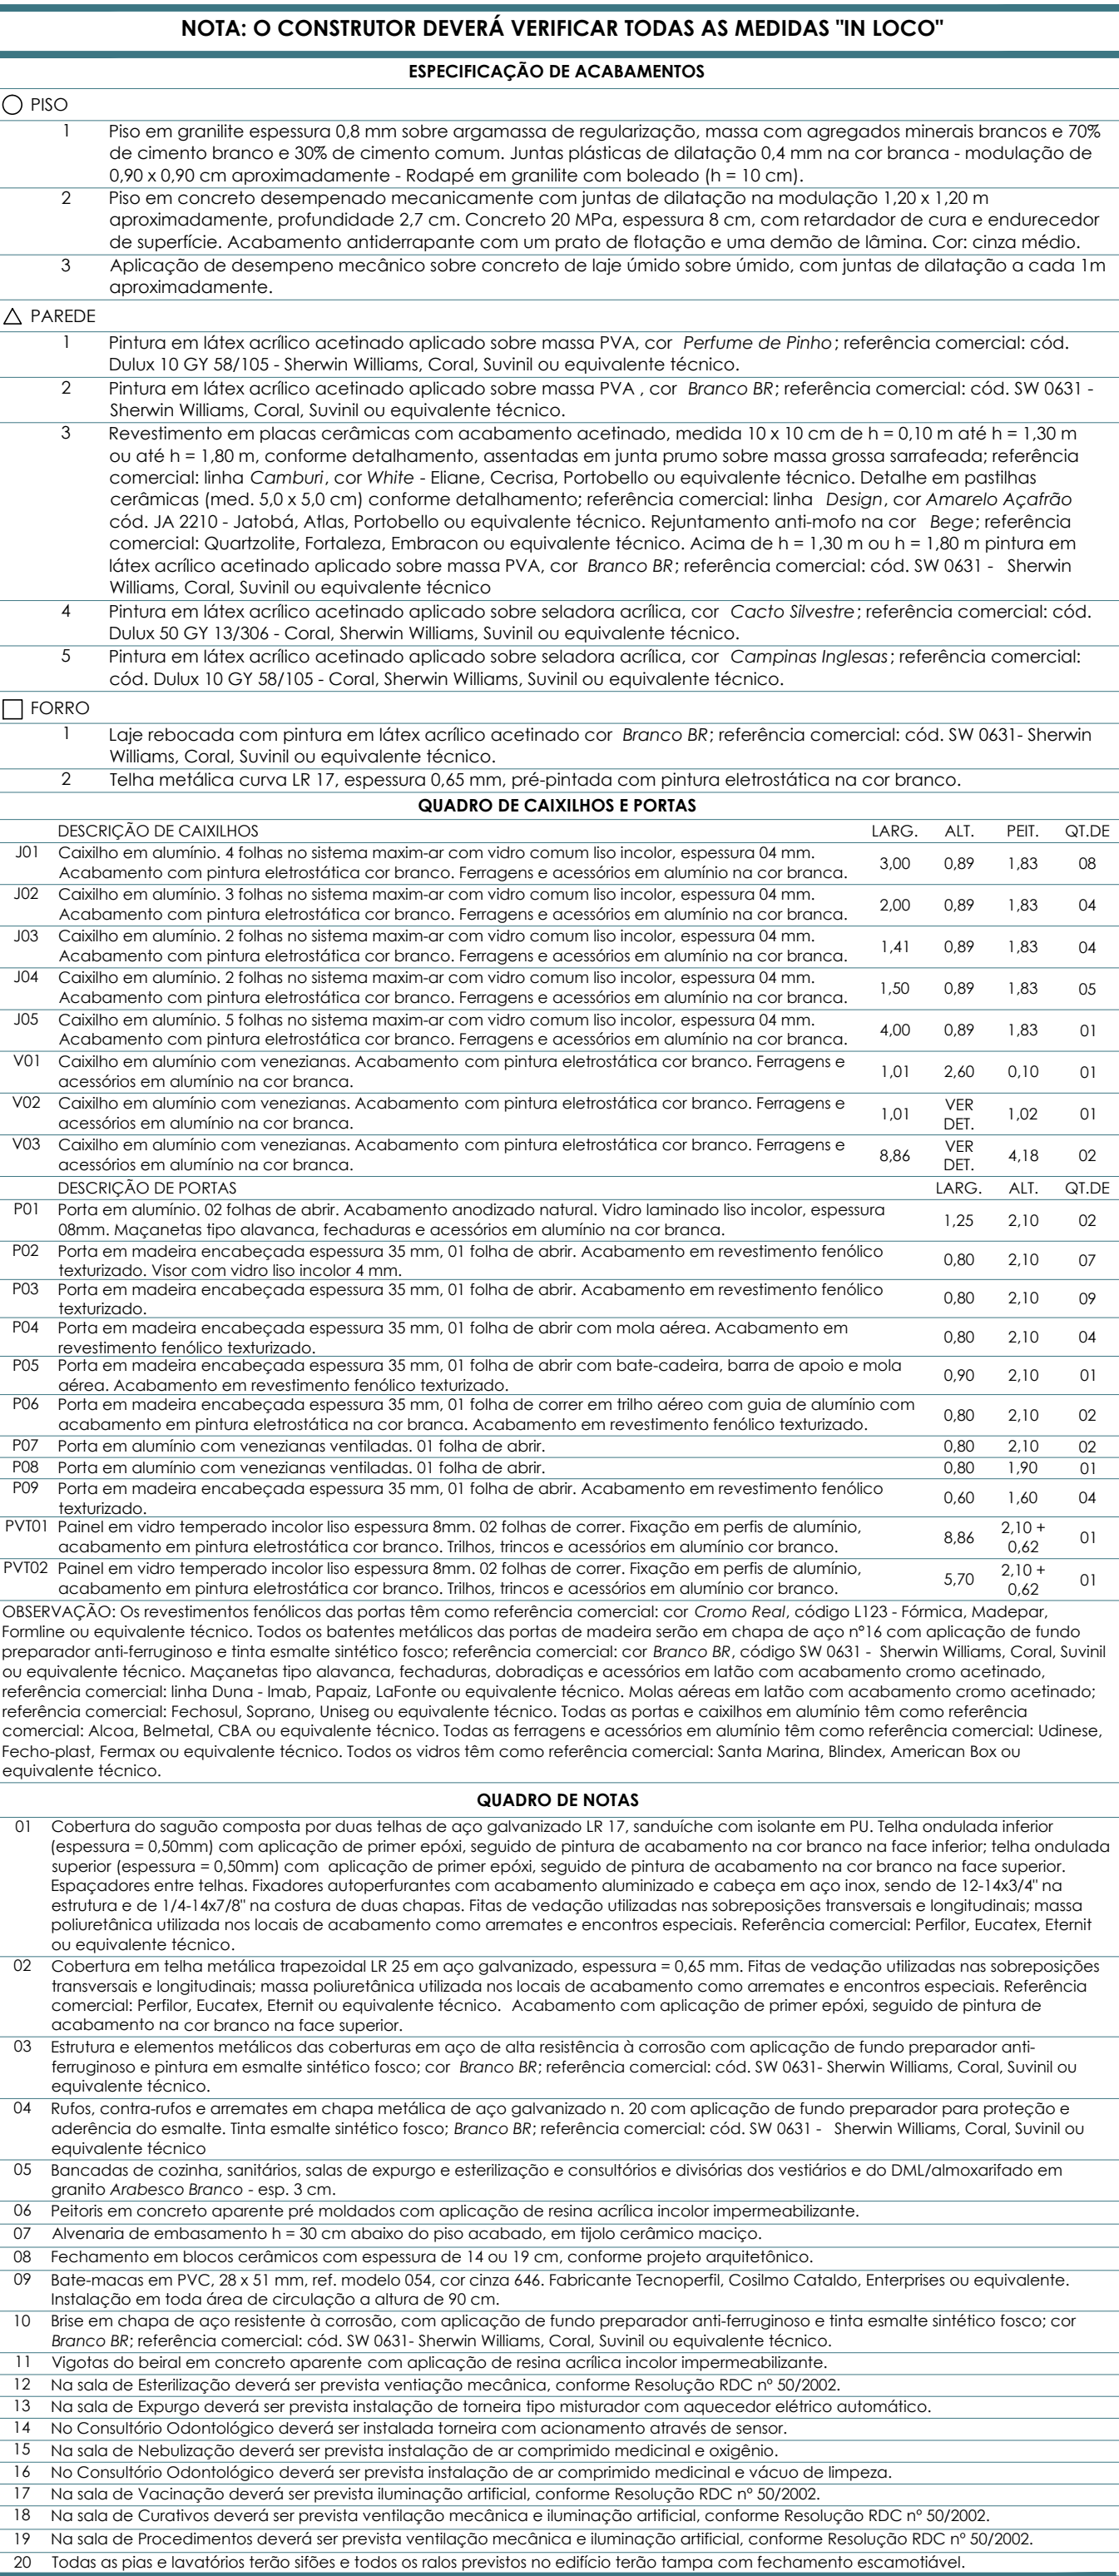 NOTA: O CONSTRUTOR DEVERÁ VERIFICAR TODAS AS MEDIDAS "IN LOCO"
ESPECIFICAÇÃO DE ACABAMENTOS
PISO
1 Piso em granilite espessura 0,8 mm sobre argamassa de regularização, massa com agregados minerais brancos e 70%
de cimento branco e 30% de cimento comum. Juntas plásticas de dilatação 0,4 mm na cor branca - modulação de
0,90 x 0,90 cm aproximadamente - Rodapé em granilite com boleado (h = 10 cm).
2 Piso em concreto desempenado mecanicamente com juntas de dilatação na modulação 1,20 x 1,20 m
aproximadamente, profundidade 2,7 cm. Concreto 20 MPa, espessura 8 cm, com retardador de cura e endurecedor
de superfície. Acabamento antiderrapante com um prato de flotação e uma demão de lâmina. Cor: cinza médio.
3 Aplicação de desempeno mecânico sobre concreto de laje úmido sobre úmido, com juntas de dilatação a cada 1m
aproximadamente.
PAREDE
1 Pintura em látex acrílico acetinado aplicado sobre massa PVA, cor Perfume de Pinho; referência comercial: cód.
Dulux 10 GY 58/105 - Sherwin Williams, Coral, Suvinil ou equivalente técnico.
2 Pintura em látex acrílico acetinado aplicado sobre massa PVA , cor Branco BR; referência comercial: cód. SW 0631 -
Sherwin Williams, Coral, Suvinil ou equivalente técnico.
3 Revestimento em placas cerâmicas com acabamento acetinado, medida 10 x 10 cm de h = 0,10 m até h = 1,30 m
ou até h = 1,80 m, conforme detalhamento, assentadas em junta prumo sobre massa grossa sarrafeada; referência
comercial: linha Camburi, cor White - Eliane, Cecrisa, Portobello ou equivalente técnico. Detalhe em pastilhas
cerâmicas (med. 5,0 x 5,0 cm) conforme detalhamento; referência comercial: linha Design, cor Amarelo Açafrão
cód. JA 2210 - Jatobá, Atlas, Portobello ou equivalente técnico. Rejuntamento anti-mofo na cor Bege; referência
comercial: Quartzolite, Fortaleza, Embracon ou equivalente técnico. Acima de h = 1,30 m ou h = 1,80 m pintura em
látex acrílico acetinado aplicado sobre massa PVA, cor Branco BR; referência comercial: cód. SW 0631 - Sherwin
Williams, Coral, Suvinil ou equivalente técnico
4 Pintura em látex acrílico acetinado aplicado sobre seladora acrílica, cor Cacto Silvestre; referência comercial: cód.
Dulux 50 GY 13/306 - Coral, Sherwin Williams, Suvinil ou equivalente técnico.
5 Pintura em látex acrílico acetinado aplicado sobre seladora acrílica, cor Campinas Inglesas; referência comercial:
cód. Dulux 10 GY 58/105 - Coral, Sherwin Williams, Suvinil ou equivalente técnico.
FORRO
1 Laje rebocada com pintura em látex acrílico acetinado cor Branco BR; referência comercial: cód. SW 0631- Sherwin
Williams, Coral, Suvinil ou equivalente técnico.
2 Telha metálica curva LR 17, espessura 0,65 mm, pré-pintada com pintura eletrostática na cor branco.
QUADRO DE CAIXILHOS E PORTAS
DESCRIÇÃO DE CAIXILHOS LARG. ALT. PEIT. QT.DE
J01 Caixilho em alumínio. 4 folhas no sistema maxim-ar com vidro comum liso incolor, espessura 04 mm.
Acabamento com pintura eletrostática cor branco. Ferragens e acessórios em alumínio na cor branca. 3,00 0,89 1,83 08
J02 Caixilho em alumínio. 3 folhas no sistema maxim-ar com vidro comum liso incolor, espessura 04 mm.
Acabamento com pintura eletrostática cor branco. Ferragens e acessórios em alumínio na cor branca. 2,00 0,89 1,83 04
J03 Caixilho em alumínio. 2 folhas no sistema maxim-ar com vidro comum liso incolor, espessura 04 mm.
Acabamento com pintura eletrostática cor branco. Ferragens e acessórios em alumínio na cor branca. 1,41 0,89 1,83 04
J04 Caixilho em alumínio. 2 folhas no sistema maxim-ar com vidro comum liso incolor, espessura 04 mm.
Acabamento com pintura eletrostática cor branco. Ferragens e acessórios em alumínio na cor branca. 1,50 0,89 1,83 05
J05 Caixilho em alumínio. 5 folhas no sistema maxim-ar com vidro comum liso incolor, espessura 04 mm.
Acabamento com pintura eletrostática cor branco. Ferragens e acessórios em alumínio na cor branca. 4,00 0,89 1,83 01
V01 Caixilho em alumínio com venezianas. Acabamento com pintura eletrostática cor branco. Ferragens e
acessórios em alumínio na cor branca. 1,01 2,60 0,10 01
V02 Caixilho em alumínio com venezianas. Acabamento com pintura eletrostática cor branco. Ferragens e
acessórios em alumínio na cor branca. 1,01 VER DET. 1,02 01
V03 Caixilho em alumínio com venezianas. Acabamento com pintura eletrostática cor branco. Ferragens e
acessórios em alumínio na cor branca. 8,86 VER DET. 4,18 02
DESCRIÇÃO DE PORTAS LARG. ALT. QT.DE
P01 Porta em alumínio. 02 folhas de abrir. Acabamento anodizado natural. Vidro laminado liso incolor, espessura
08mm. Maçanetas tipo alavanca, fechaduras e acessórios em alumínio na cor branca. 1,25 2,10 02
P02 Porta em madeira encabeçada espessura 35 mm, 01 folha de abrir. Acabamento em revestimento fenólico
texturizado. Visor com vidro liso incolor 4 mm. 0,80 2,10 07
P03 Porta em madeira encabeçada espessura 35 mm, 01 folha de abrir. Acabamento em revestimento fenólico
texturizado. 0,80 2,10 09
P04 Porta em madeira encabeçada espessura 35 mm, 01 folha de abrir com mola aérea. Acabamento em
revestimento fenólico texturizado. 0,80 2,10 04
P05 Porta em madeira encabeçada espessura 35 mm, 01 folha de abrir com bate-cadeira, barra de apoio e mola
aérea. Acabamento em revestimento fenólico texturizado. 0,90 2,10 01
P06 Porta em madeira encabeçada espessura 35 mm, 01 folha de correr em trilho aéreo com guia de alumínio com
acabamento em pintura eletrostática na cor branca. Acabamento em revestimento fenólico texturizado. 0,80 2,10 02
P07 Porta em alumínio com venezianas ventiladas. 01 folha de abrir. 0,80 2,10 02
P08 Porta em alumínio com venezianas ventiladas. 01 folha de abrir. 0,80 1,90 01
P09 Porta em madeira encabeçada espessura 35 mm, 01 folha de abrir. Acabamento em revestimento fenólico
texturizado. 0,60 1,60 04
PVT01 Painel em vidro temperado incolor liso espessura 8mm. 02 folhas de correr. Fixação em perfis de alumínio,
acabamento em pintura eletrostática cor branco. Trilhos, trincos e acessórios em alumínio cor branco. 8,86 2,10 + 0,62 01
PVT02 Painel em vidro temperado incolor liso espessura 8mm. 02 folhas de correr. Fixação em perfis de alumínio,
acabamento em pintura eletrostática cor branco. Trilhos, trincos e acessórios em alumínio cor branco. 5,70 2,10 + 0,62 01
OBSERVAÇÃO: Os revestimentos fenólicos das portas têm como referência comercial: cor Cromo Real, código L123 - Fórmica, Madepar,
Formline ou equivalente técnico. Todos os batentes metálicos das portas de madeira serão em chapa de aço nº16 com aplicação de fundo
preparador anti-ferruginoso e tinta esmalte sintético fosco; referência comercial: cor Branco BR, código SW 0631 - Sherwin Williams, Coral, Suvinil
ou equivalente técnico. Maçanetas tipo alavanca, fechaduras, dobradiças e acessórios em latão com acabamento cromo acetinado,
referência comercial: linha Duna - Imab, Papaiz, LaFonte ou equivalente técnico. Molas aéreas em latão com acabamento cromo acetinado;
referência comercial: Fechosul, Soprano, Uniseg ou equivalente técnico. Todas as portas e caixilhos em alumínio têm como referência
comercial: Alcoa, Belmetal, CBA ou equivalente técnico. Todas as ferragens e acessórios em alumínio têm como referência comercial: Udinese,
Fecho-plast, Fermax ou equivalente técnico. Todos os vidros têm como referência comercial: Santa Marina, Blindex, American Box ou
equivalente técnico.
QUADRO DE NOTAS
01 Cobertura do saguão composta por duas telhas de aço galvanizado LR 17, sanduíche com isolante em PU. Telha ondulada inferior
(espessura = 0,50mm) com aplicação de primer epóxi, seguido de pintura de acabamento na cor branco na face inferior; telha ondulada
superior (espessura = 0,50mm) com aplicação de primer epóxi, seguido de pintura de acabamento na cor branco na face superior.
Espaçadores entre telhas. Fixadores autoperfurantes com acabamento aluminizado e cabeça em aço inox, sendo de 12-14x3/4" na
estrutura e de 1/4-14x7/8" na costura de duas chapas. Fitas de vedação utilizadas nas sobreposições transversais e longitudinais; massa
poliuretânica utilizada nos locais de acabamento como arremates e encontros especiais. Referência comercial: Perfilor, Eucatex, Eternit
ou equivalente técnico.
02 Cobertura em telha metálica trapezoidal LR 25 em aço galvanizado, espessura = 0,65 mm. Fitas de vedação utilizadas nas sobreposições
transversais e longitudinais; massa poliuretânica utilizada nos locais de acabamento como arremates e encontros especiais. Referência
comercial: Perfilor, Eucatex, Eternit ou equivalente técnico. Acabamento com aplicação de primer epóxi, seguido de pintura de
acabamento na cor branco na face superior.
03 Estrutura e elementos metálicos das coberturas em aço de alta resistência à corrosão com aplicação de fundo preparador anti-
ferruginoso e pintura em esmalte sintético fosco; cor Branco BR; referência comercial: cód. SW 0631- Sherwin Williams, Coral, Suvinil ou
equivalente técnico.
04 Rufos, contra-rufos e arremates em chapa metálica de aço galvanizado n. 20 com aplicação de fundo preparador para proteção e
aderência do esmalte. Tinta esmalte sintético fosco; Branco BR; referência comercial: cód. SW 0631 - Sherwin Williams, Coral, Suvinil ou
equivalente técnico
05 Bancadas de cozinha, sanitários, salas de expurgo e esterilização e consultórios e divisórias dos vestiários e do DML/almoxarifado em
granito Arabesco Branco - esp. 3 cm.
06 Peitoris em concreto aparente pré moldados com aplicação de resina acrílica incolor impermeabilizante.
07 Alvenaria de embasamento h = 30 cm abaixo do piso acabado, em tijolo cerâmico maciço.
08 Fechamento em blocos cerâmicos com espessura de 14 ou 19 cm, conforme projeto arquitetônico.
09 Bate-macas em PVC, 28 x 51 mm, ref. modelo 054, cor cinza 646. Fabricante Tecnoperfil, Cosilmo Cataldo, Enterprises ou equivalente.
Instalação em toda área de circulação a altura de 90 cm.
10 Brise em chapa de aço resistente à corrosão, com aplicação de fundo preparador anti-ferruginoso e tinta esmalte sintético fosco; cor
Branco BR; referência comercial: cód. SW 0631- Sherwin Williams, Coral, Suvinil ou equivalente técnico.
11 Vigotas do beiral em concreto aparente com aplicação de resina acrílica incolor impermeabilizante.
12 Na sala de Esterilização deverá ser prevista ventiação mecânica, conforme Resolução RDC nº 50/2002.
13 Na sala de Expurgo deverá ser prevista instalação de torneira tipo misturador com aquecedor elétrico automático.
14 No Consultório Odontológico deverá ser instalada torneira com acionamento através de sensor.
15 Na sala de Nebulização deverá ser prevista instalação de ar comprimido medicinal e oxigênio.
16 No Consultório Odontológico deverá ser prevista instalação de ar comprimido medicinal e vácuo de limpeza.
17 Na sala de Vacinação deverá ser prevista iluminação artificial, conforme Resolução RDC nº 50/2002.
18 Na sala de Curativos deverá ser prevista ventilação mecânica e iluminação artificial, conforme Resolução RDC nº 50/2002.
19 Na sala de Procedimentos deverá ser prevista ventilação mecânica e iluminação artificial, conforme Resolução RDC nº 50/2002.
20 Todas as pias e lavatórios terão sifões e todos os ralos previstos no edifício terão tampa com fechamento escamotiável.